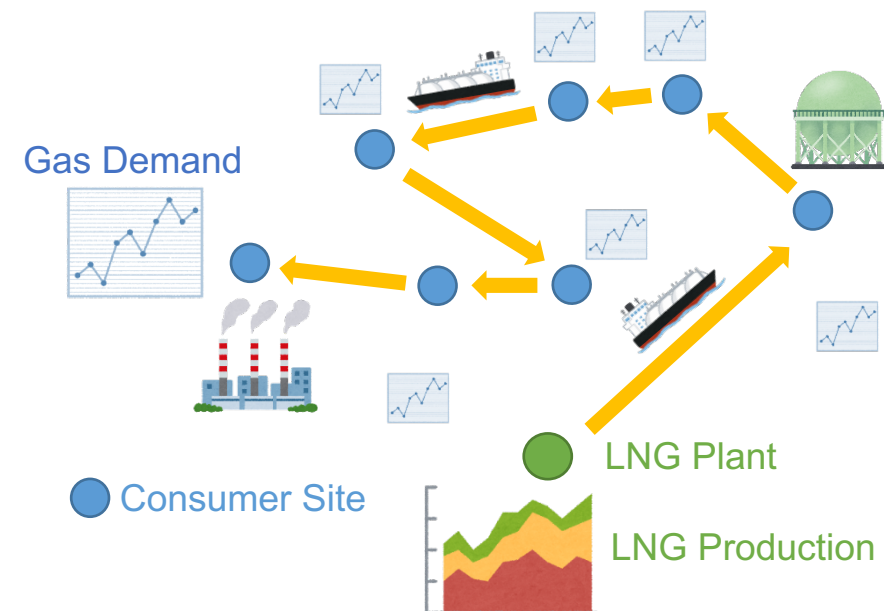 Gas Demand
LNG Plant
Consumer Site
LNG Production